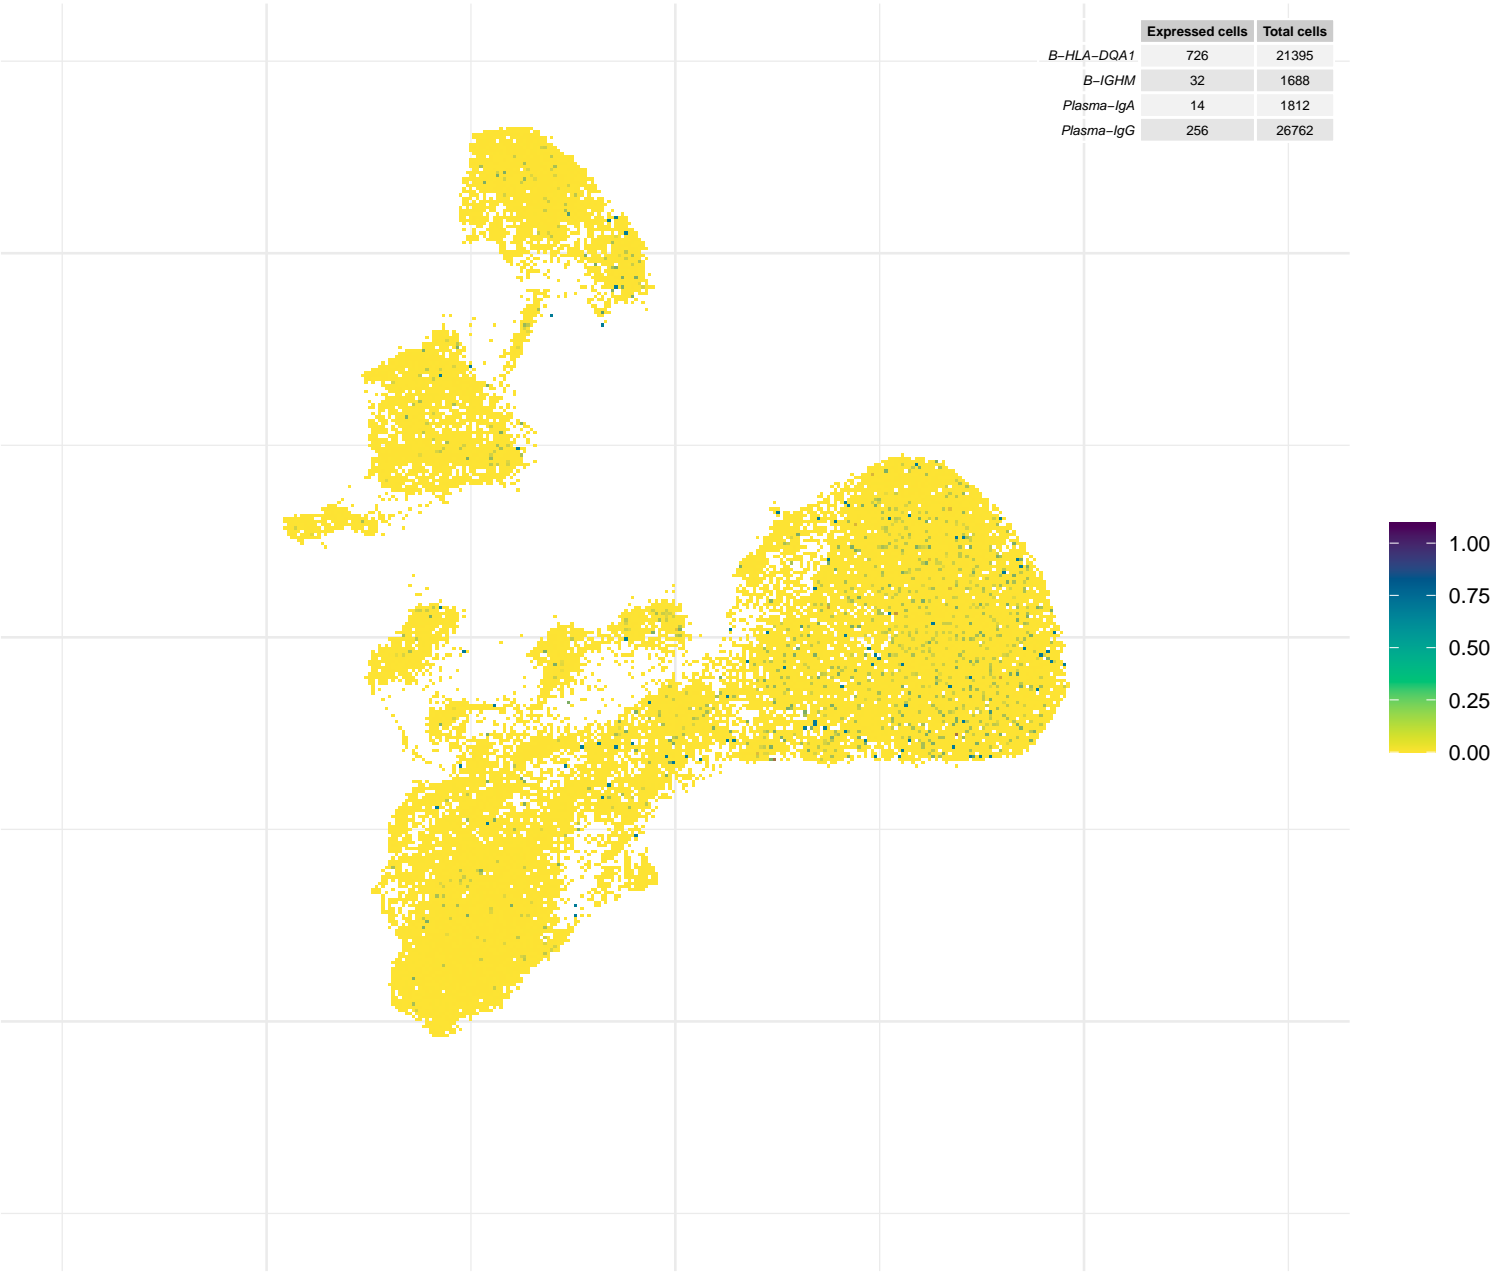 Expressed cells Total cells
B−HLA−DQA1 726 21395
B−IGHM 32 1688
Plasma−IgA 14 1812
Plasma−IgG 256 26762
1.00
0.75
0.50
0.25
0.00